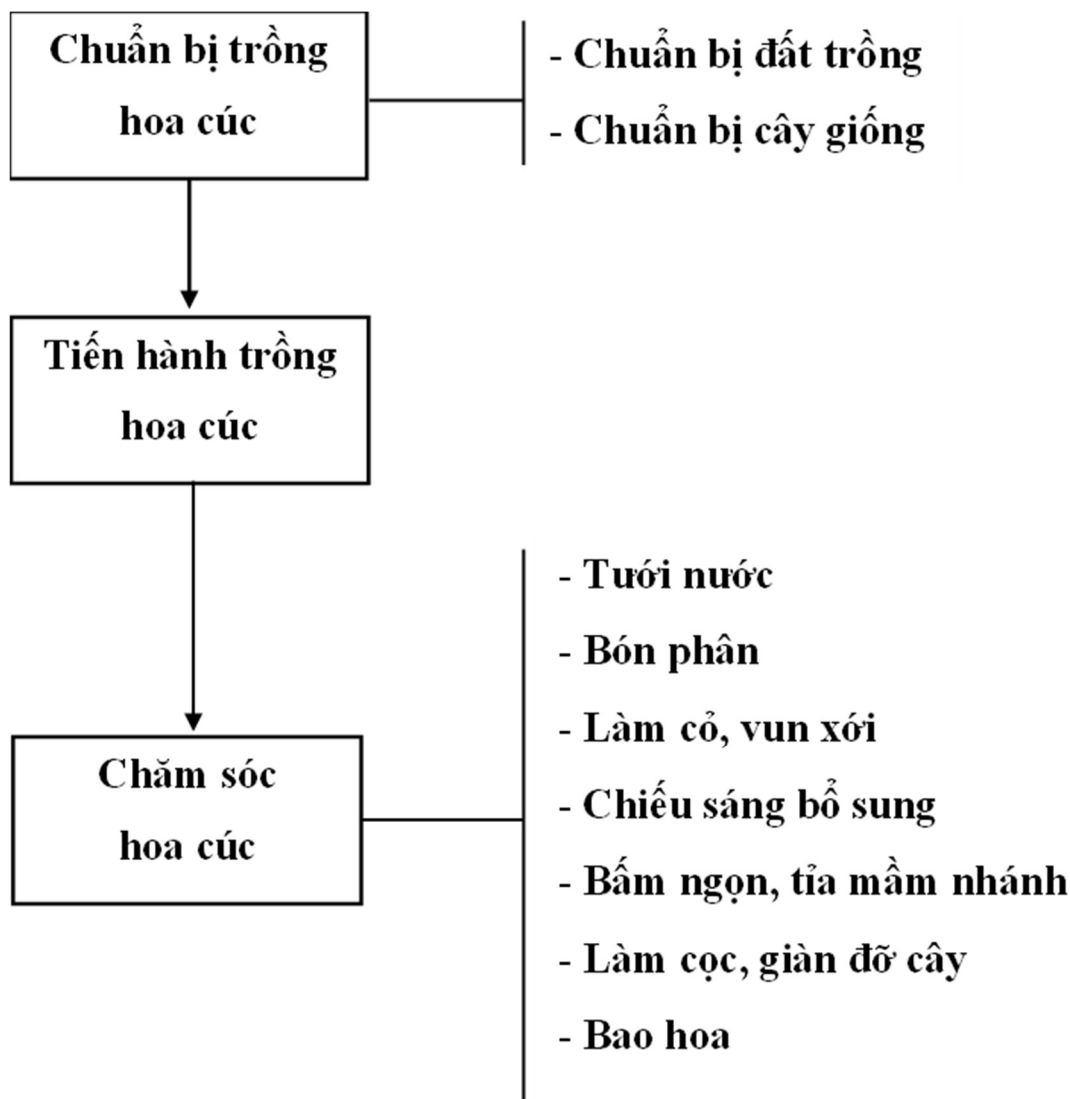 Chuẩn bị trồng
hoa cúc
- Chuẩn bị đất trồng
- Chuẩn bị cây giống
Tiến hành trồng
hoa cúc
Chăm sóc
hoa cúc
- Tưới nước
- Bón phân
- Làm cỏ, vun xới
- Chiếu sáng bổ sung
- Bấm ngọn, tỉa mầm nhánh
- Làm cọc, giàn đỡ cây
- Bao hoa